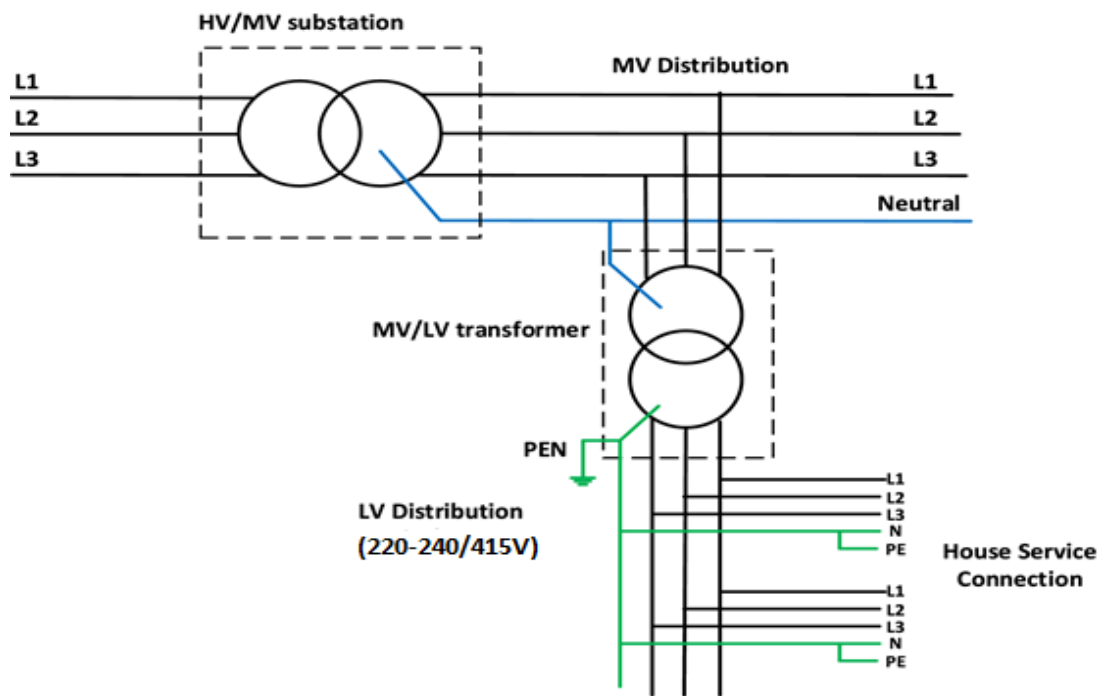 HV/MV substation
MV Distribution
L1
L1
L2
L2
L3
L3
Neutral
MV/LV transformer
PEN
LV Distribution
(220-240/415V)
L1
L2
L3
N
PE
House Service
Connection
L1
L2
L3
N
PE